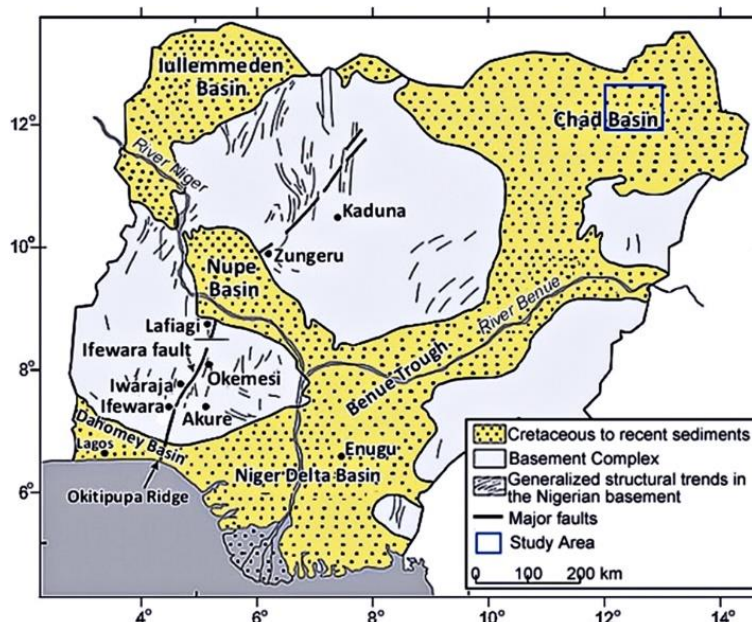 Iullemmeden
Basin
12°
Chad Basin
River Niger
Kaduna
10°
Zungeru
Nupe
Basin
River Benue
Lafiagi
Ifewara fault
8°
Okemesi
Benue Trough
Iwaraja
Ifewara
Akure
Dahomey Basin
Lagos
Enugu
Niger Delta Basin
Okitipupa Ridge
6°
Cretaceous to recent sediments
Basement Complex
Generalized structural trends in
the Nigerian basement
Major faults
Study Area
0 100 200 km
4° 6° 8° 10° 12° 14°